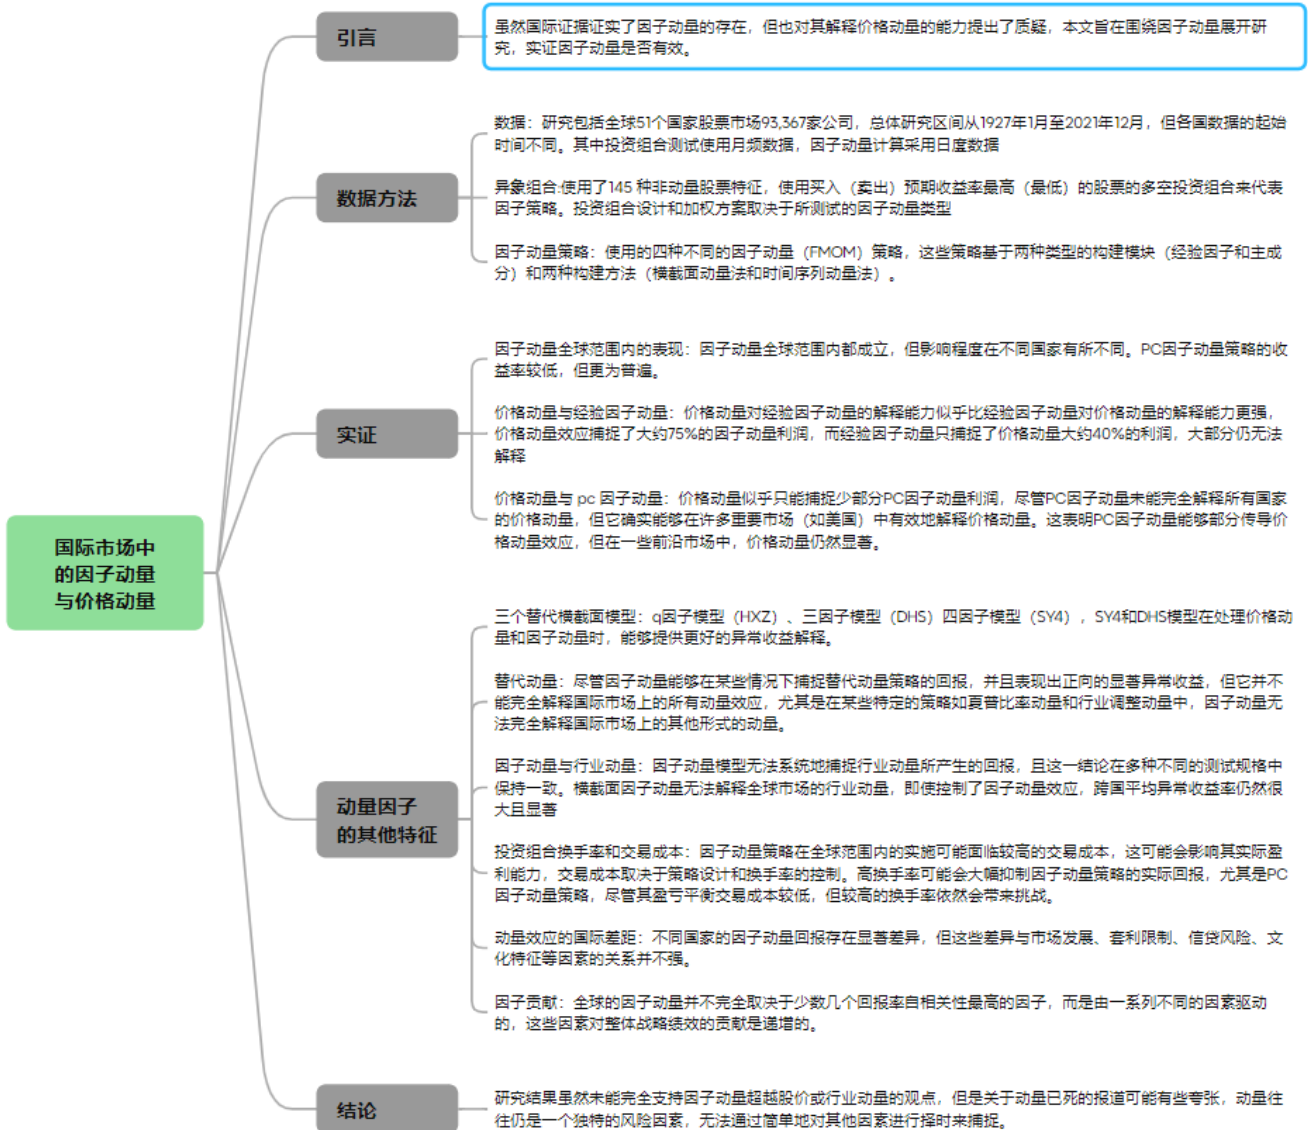 引言
虽然国际证据证实了因子动量的存在，但也对其解释价格动量的能力提出了质疑，本文旨在围绕因子动量展开研
究，实证因子动量是否有效。
数据方法
数据：研究包括全球51个国家股票市场93,367家公司，总体研究区间从1927年1月至2021年12月，但各国数据的起始
时间不同。其中投资组合测试使用月频数据，因子动量计算采用日度数据
异象组合:使用了145 种非动量股票特征，使用买入（卖出）预期收益率最高（最低）的股票的多空投资组合来代表
因子策略。投资组合设计和加权方案取决于所测试的因子动量类型
因子动量策略：使用的四种不同的因子动量（FMOM）策略，这些策略基于两种类型的构建模块（经验因子和主成
分）和两种构建方法（横截面动量法和时间序列动量法）。
实证
因子动量全球范围内的表现：因子动量全球范围内都成立，但影响程度在不同国家有所不同。PC因子动量策略的收
益率较低，但更为普遍。
价格动量与经验因子动量：价格动量对经验因子动量的解释能力似乎比经验因子动量对价格动量的解释能力更强，
价格动量效应捕捉了大约75%的因子动量利润，而经验因子动量只捕捉了价格动量大约40%的利润，大部分仍无法
解释
价格动量与 pc 因子动量：价格动量似乎只能捕捉少部分PC因子动量利润，尽管PC因子动量未能完全解释所有国家
的价格动量，但它确实能够在许多重要市场（如美国）中有效地解释价格动量。这表明PC因子动量能够部分传导价
格动量效应，但在一些前沿市场中，价格动量仍然显著。
国际市场中
的因子动量
与价格动量
动量因子
的其他特征
三个替代横截面模型：q因子模型（HXZ）、三因子模型（DHS）四因子模型（SY4），SY4和DHS模型在处理价格动
量和因子动量时，能够提供更好的异常收益解释。
替代动量：尽管因子动量能够在某些情况下捕捉替代动量策略的回报，并且表现出正向的显著异常收益，但它并不
能完全解释国际市场上的所有动量效应，尤其是在某些特定的策略如夏普比率动量和行业调整动量中，因子动量无
法完全解释国际市场上的其他形式的动量。
因子动量与行业动量：因子动量模型无法系统地捕捉行业动量所产生的回报，且这一结论在多种不同的测试规格中
保持一致。横截面因子动量无法解释全球市场的行业动量，即使控制了因子动量效应，跨国平均异常收益率仍然很
大且显著
投资组合换手率和交易成本：因子动量策略在全球范围内的实施可能面临较高的交易成本，这可能会影响其实际盈
利能力，交易成本取决于策略设计和换手率的控制。高换手率可能会大幅抑制因子动量策略的实际回报，尤其是PC
因子动量策略，尽管其盈亏平衡交易成本较低，但较高的换手率依然会带来挑战。
动量效应的国际差距：不同国家的因子动量回报存在显著差异，但这些差异与市场发展、套利限制、信贷风险、文
化特征等因素的关系并不强。
因子贡献：全球的因子动量并不完全取决于少数几个回报率自相关性最高的因子，而是由一系列不同的因素驱动
的，这些因素对整体战略绩效的贡献是递增的。
结论
研究结果虽然未能完全支持因子动量超越股价或行业动量的观点，但是关于动量已死的报道可能有些夸张，动量往
往仍是一个独特的风险因素，无法通过简单地对其他因素进行择时来捕捉。